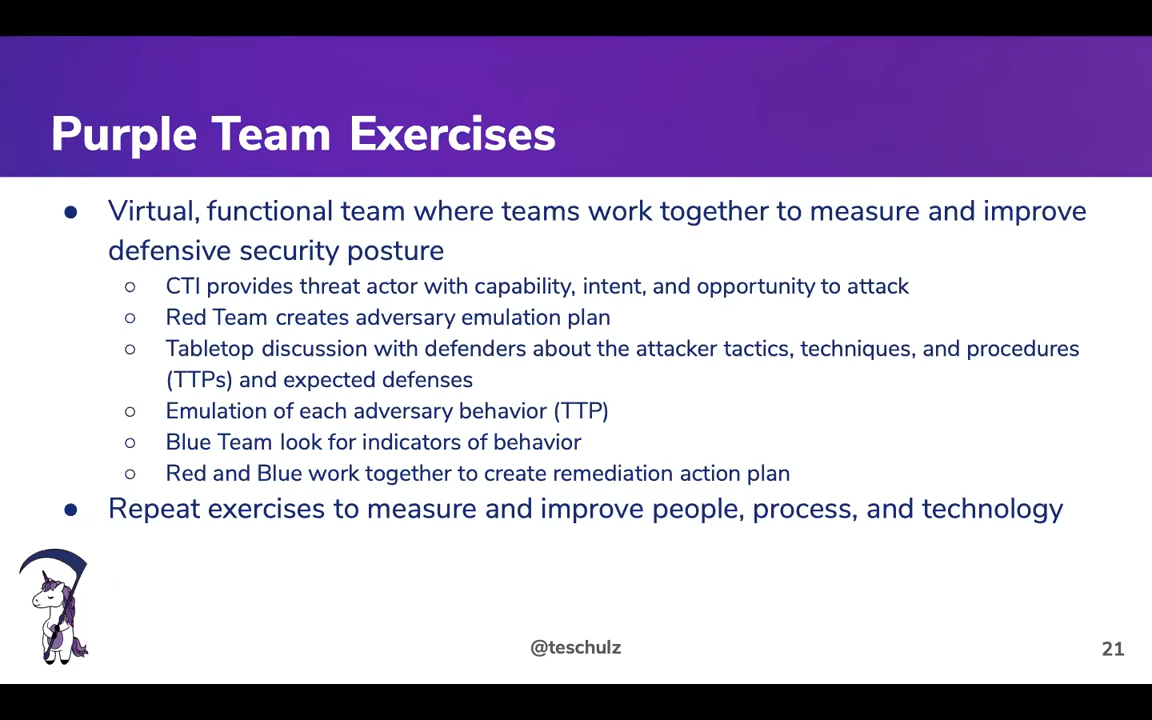 Purple Team Exercises
● Virtual, functional team where teams work together to measure and improve
defensive security posture
○ CTI provides threat actor with capability, intent, and opportunity to attack
○ Red Team creates adversary emulation plan
○ Tabletop discussion with defenders about the attacker tactics, techniques, and procedures
(TTPs) and expected defenses
○ Emulation of each adversary behavior (TTP)
○ Blue Team look for indicators of behavior
○ Red and Blue work together to create remediation action plan
● Repeat exercises to measure and improve people, process, and technology
@teschulz
21